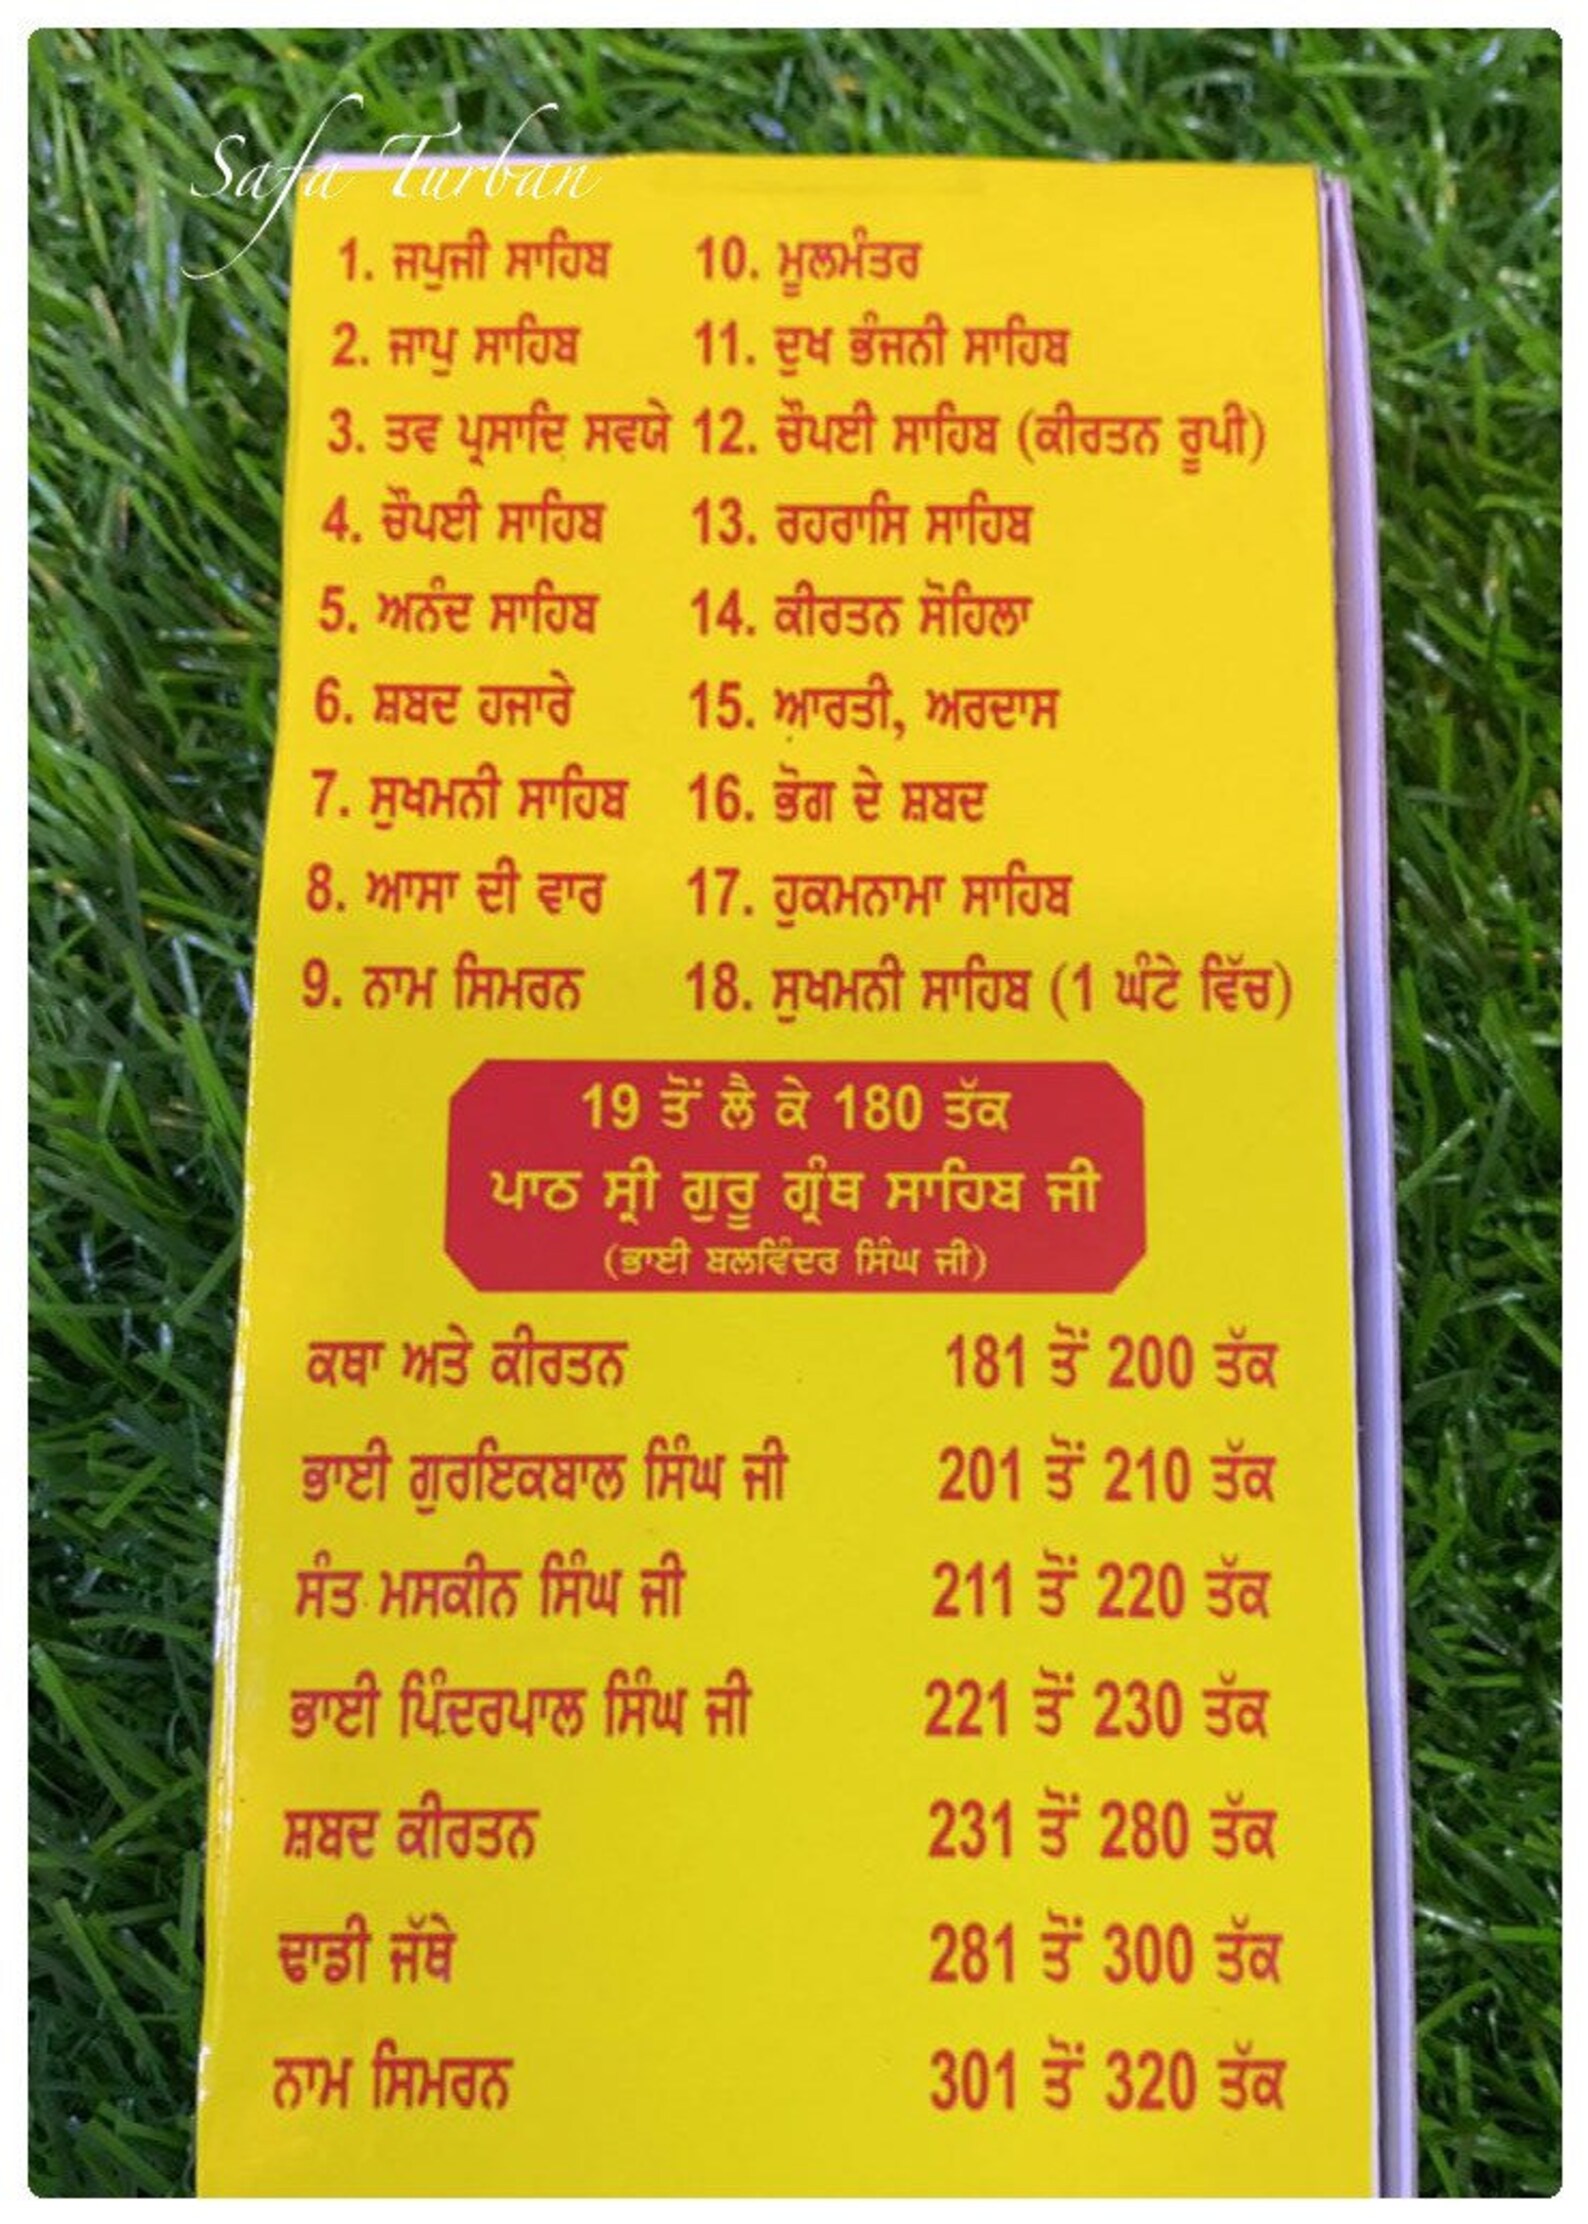 Safa Turban
1. ਜਪੁਜੀ ਸਾਹਿਬ
2. ਜਾਪੁ ਸਾਹਿਬ
3. ਤਵ ਪ੍ਰਸਾਦਿ ਸਵਯੇ
4. ਚੌਪਈ ਸਾਹਿਬ
5. ਅਨੰਦ ਸਾਹਿਬ
6. ਸ਼ਬਦ ਹਜਾਰੇ
7. ਸੁਖਮਨੀ ਸਾਹਿਬ
8. ਆਸਾ ਦੀ ਵਾਰ
9. ਨਾਮ ਸਿਮਰਨ
10. ਮੂਲਮੰਤਰ
11. ਦੁਖ ਭੰਜਨੀ ਸਾਹਿਬ
12. ਚੌਪਈ ਸਾਹਿਬ (ਕੀਰਤਨ ਰੂਪੀ)
13. ਰਹਰਾਸਿ ਸਾਹਿਬ
14. ਕੀਰਤਨ ਸੋਹਿਲਾ
15. ਆਰਤੀ, ਅਰਦਾਸ
16. ਭੋਗ ਦੇ ਸ਼ਬਦ
17. ਹੁਕਮਨਾਮਾ ਸਾਹਿਬ
18. ਸੁਖਮਨੀ ਸਾਹਿਬ (1 ਘੰਟੇ ਵਿੱਚ)
19 ਤੋਂ ਲੈ ਕੇ 180 ਤੱਕ
ਪਾਠ ਸ੍ਰੀ ਗੁਰੂ ਗ੍ਰੰਥ ਸਾਹਿਬ ਜੀ
(ਭਾਈ ਬਲਵਿੰਦਰ ਸਿੰਘ ਜੀ)
ਕਥਾ ਅਤੇ ਕੀਰਤਨ 181 ਤੋਂ 200 ਤੱਕ
ਭਾਈ ਗੁਰਇਕਬਾਲ ਸਿੰਘ ਜੀ 201 ਤੋਂ 210 ਤੱਕ
ਸੰਤ ਮਸਕੀਨ ਸਿੰਘ ਜੀ 211 ਤੋਂ 220 ਤੱਕ
ਭਾਈ ਪਿੰਦਰਪਾਲ ਸਿੰਘ ਜੀ 221 ਤੋਂ 230 ਤੱਕ
ਸ਼ਬਦ ਕੀਰਤਨ 231 ਤੋਂ 280 ਤੱਕ
ਢਾਡੀ ਜੱਥੇ 281 ਤੋਂ 300 ਤੱਕ
ਨਾਮ ਸਿਮਰਨ 301 ਤੋਂ 320 ਤੱਕ